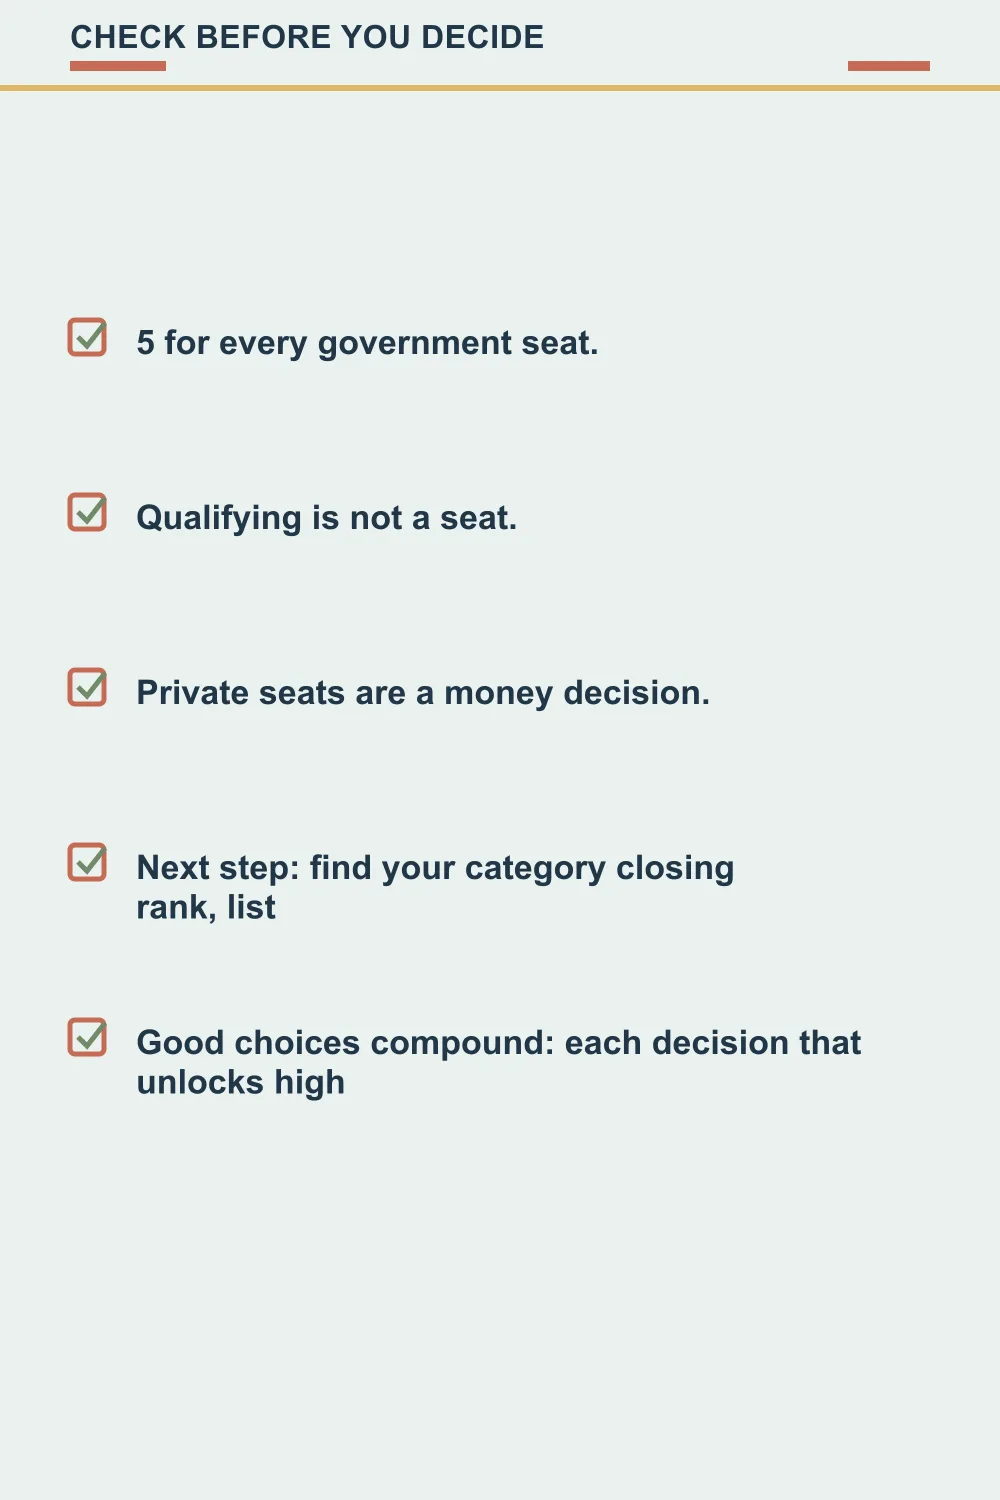 CHECK BEFORE YOU DECIDE
5 for every government seat.
Qualifying is not a seat.
Private seats are a money decision.
Next step: find your category closing
rank, list
Good choices compound: each decision that
unlocks high